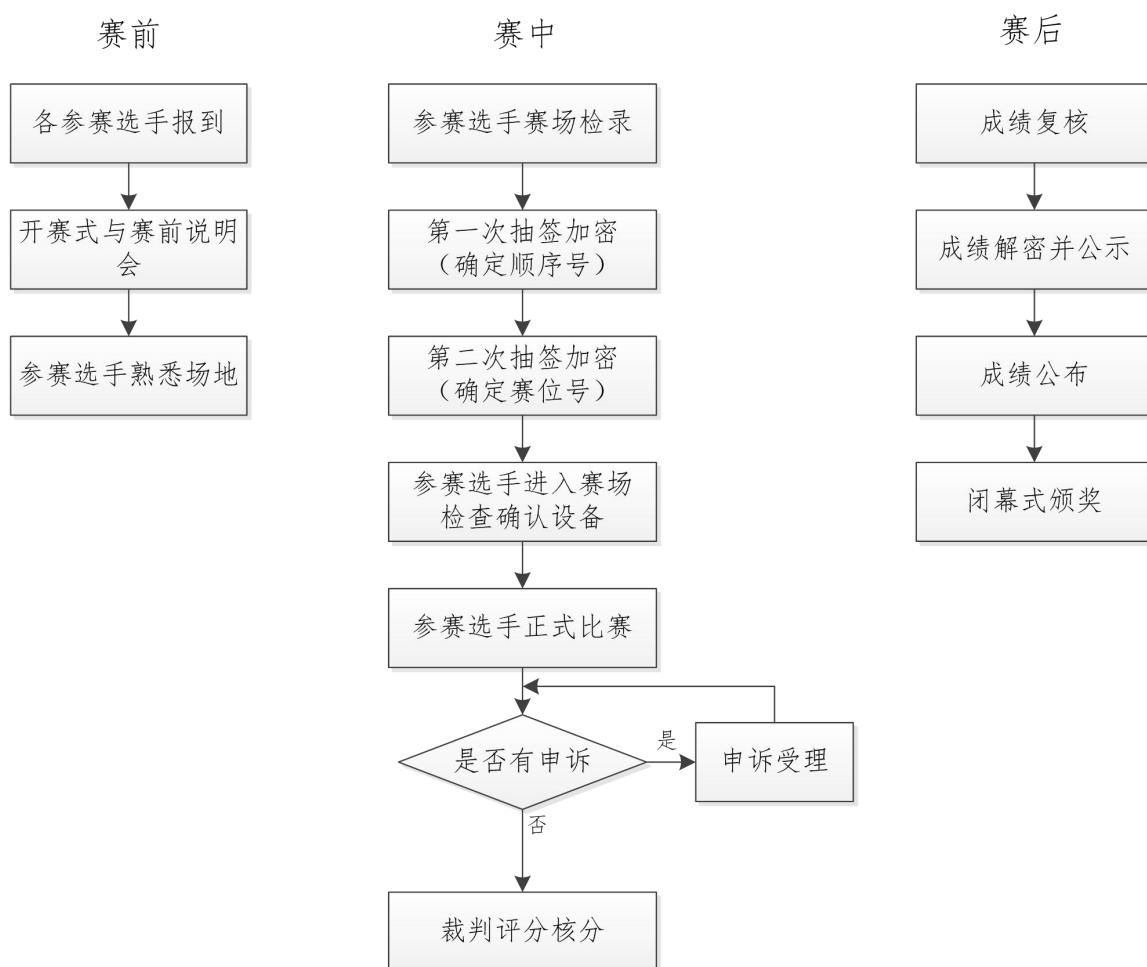 赛前
各参赛选手报到
开赛式与赛前说明
会
参赛选手熟悉场地
赛中
参赛选手赛场检录
第一次抽签加密
（确定顺序号）
第二次抽签加密
（确定赛位号）
参赛选手进入赛场
检查确认设备
参赛选手正式比赛
是否有申诉
是
申诉受理
否
裁判评分核分
赛后
成绩复核
成绩解密并公示
成绩公布
闭幕式颁奖